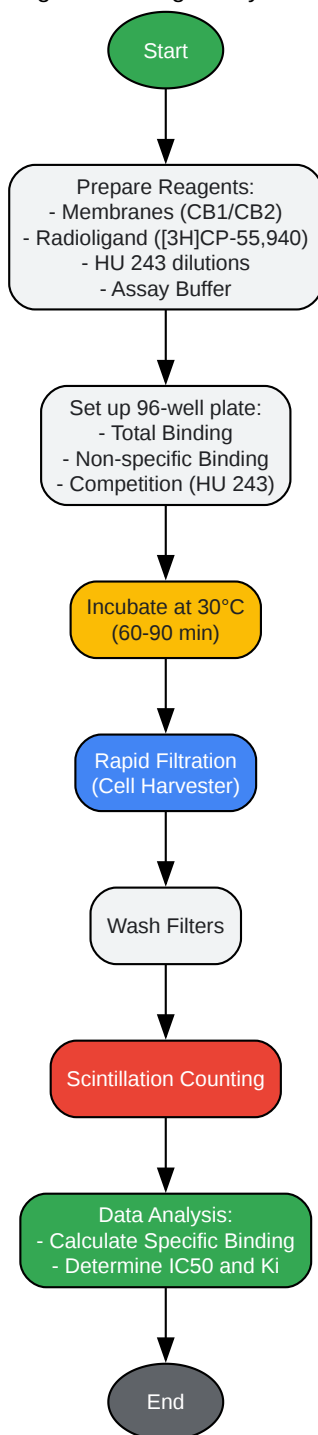 Start
Prepare Reagents:
- Membranes (CB1/CB2)
- Radioligand ([3H]CP-55,940)
- HU 243 dilutions
- Assay Buffer
Set up 96-well plate:
- Total Binding
- Non-specific Binding
- Competition (HU 243)
Incubate at 30°C
(60-90 min)
Rapid Filtration
(Cell Harvester)
Wash Filters
Scintillation Counting
Data Analysis:
- Calculate Specific Binding
- Determine IC50 and Ki
End